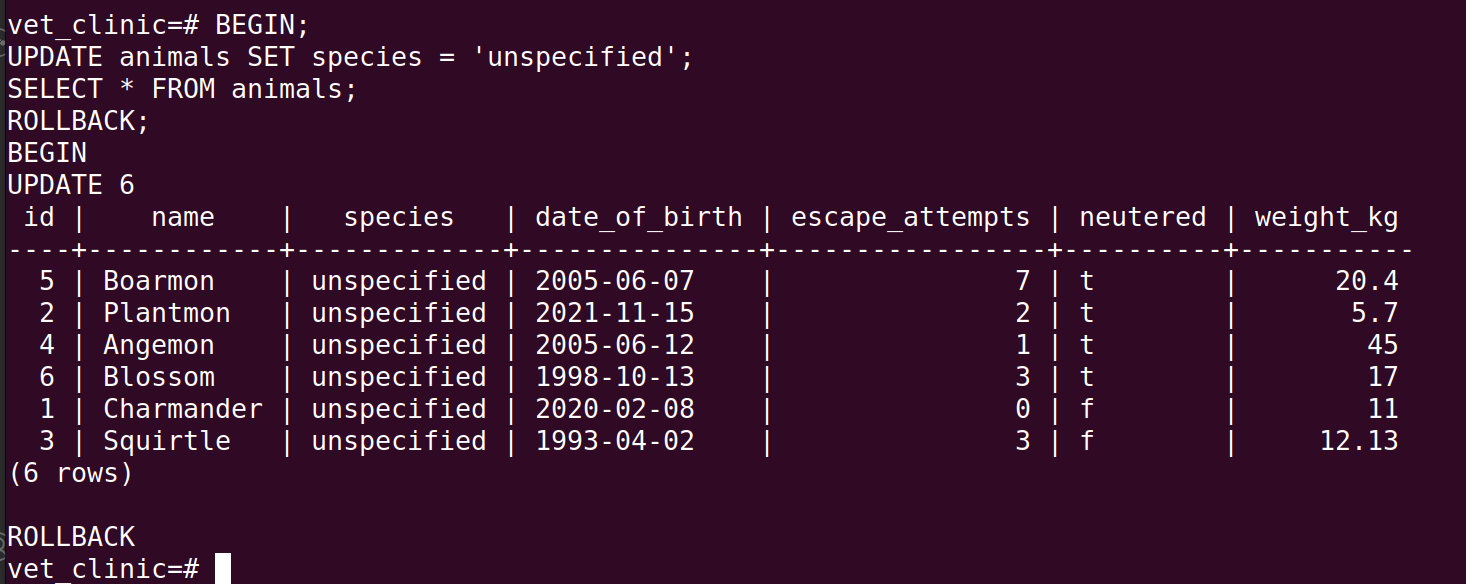 vet_clinic=# BEGIN;
UPDATE animals SET species = 'unspecified';
SELECT * FROM animals;
ROLLBACK;
BEGIN
UPDATE 6
 id |    name    |   species   | date_of_birth | escape_attempts | neutered | weight_kg
----+------------+-------------+---------------+-----------------+----------+-----------
  5 | Boarmon    | unspecified | 2005-06-07    |               7 | t        |      20.4
  2 | Plantmon   | unspecified | 2021-11-15    |               2 | t        |       5.7
  4 | Angemon    | unspecified | 2005-06-12    |               1 | t        |        45
  6 | Blossom    | unspecified | 1998-10-13    |               3 | t        |        17
  1 | Charmander | unspecified | 2020-02-08    |               0 | f        |        11
  3 | Squirtle   | unspecified | 1993-04-02    |               3 | f        |     12.13
(6 rows)

ROLLBACK
vet_clinic=#